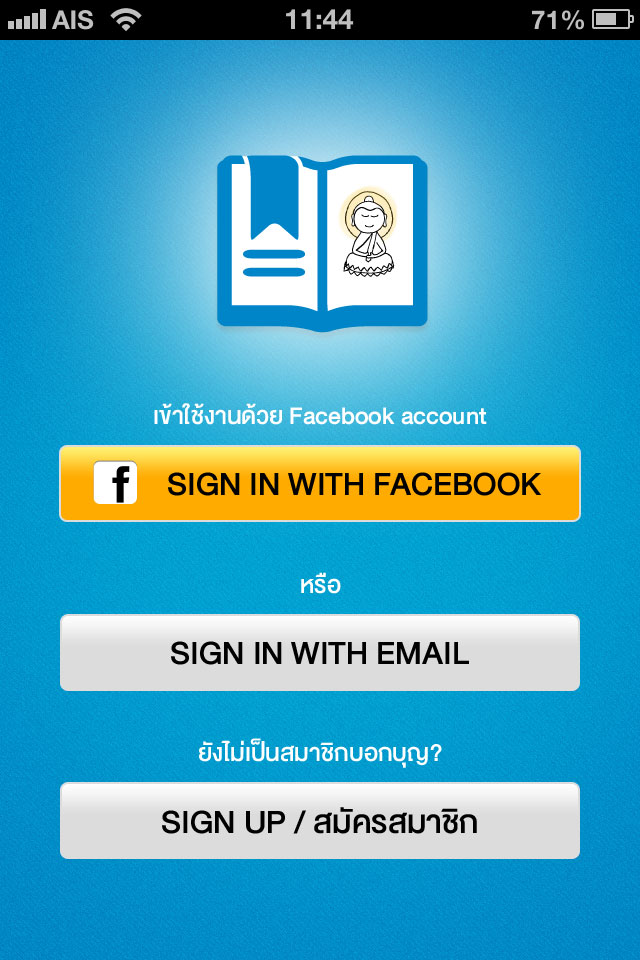 AIS 11:44 71%
เข้าใช้งานด้วย Facebook account
f SIGN IN WITH FACEBOOK
หรือ
SIGN IN WITH EMAIL
ยังไม่เป็นสมาชิกบอกบุญ?
SIGN UP / สมัครสมาชิก